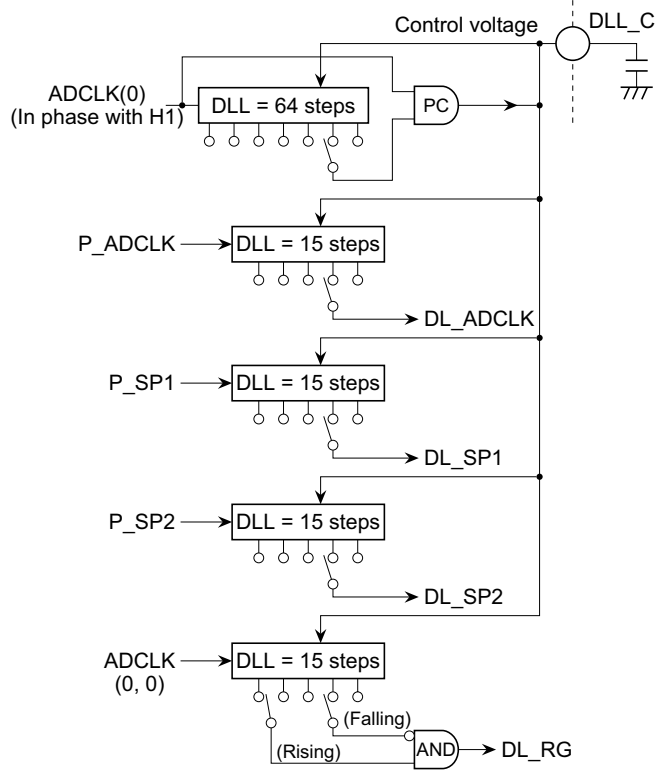 Control voltage
DLL_C
ADCLK(0)
(In phase with H1)
DLL = 64 steps
PC
P_ADCLK
DLL = 15 steps
DL_ADCLK
P_SP1
DLL = 15 steps
DL_SP1
P_SP2
DLL = 15 steps
DL_SP2
ADCLK
(0, 0)
DLL = 15 steps
(Falling)
(Rising)
AND
DL_RG